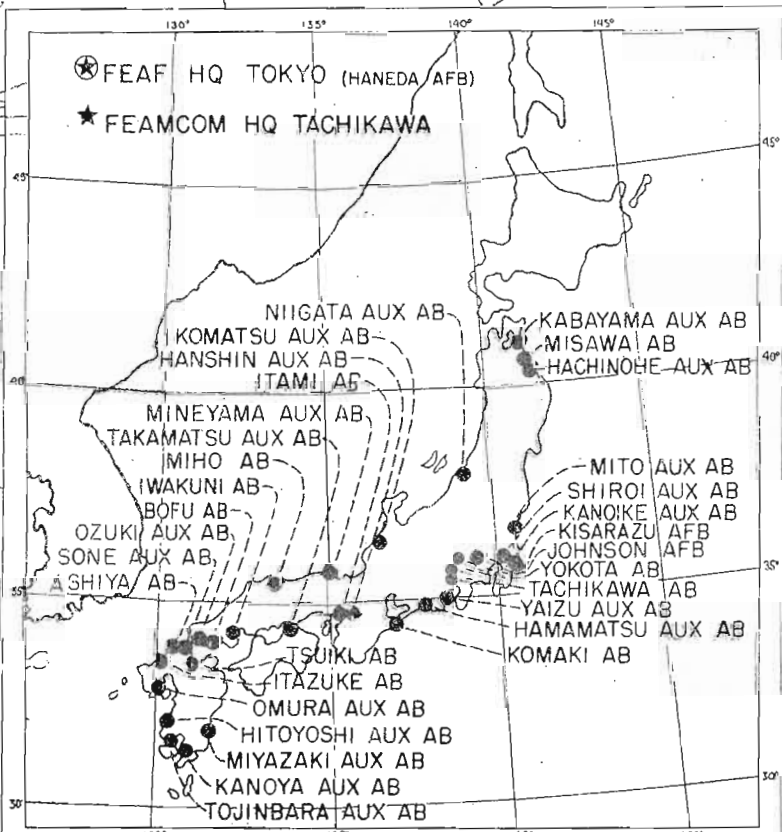 130°
135°
140°
145°
FEAF HQ TOKYO (HANEDA AFB)
FEAMCOM HQ TACHIKAWA
45°
45°
NIIGATA AUX AB
KOMATSU AUX AB
HANSHIN AUX AB
ITAMI AB
MINEYAMA AUX AB
TAKAMATSU AUX AB
MIHO AB
IWAKUNI AB
BOFU AB
OZUKI AUX AB
SONE AUX AB
ASHIYA AB
KABAYAMA AUX AB
MISAWA AB
HACHINOHE AUX AB
40°
40°
MITO AUX AB
SHIROI AUX AB
KANOIKE AUX AB
KISARAZU AFB
JOHNSON AFB
YOKOTA AB
TACHIKAWA AB
YAIZU AUX AB
HAMAMATSU AUX AB
KOMAKI AB
35°
35°
TSUIKI AB
ITAZUKE AB
OMURA AUX AB
HITOYOSHI AUX AB
MIYAZAKI AUX AB
KANOYA AUX AB
TOJINBARA AUX AB
30°
30°